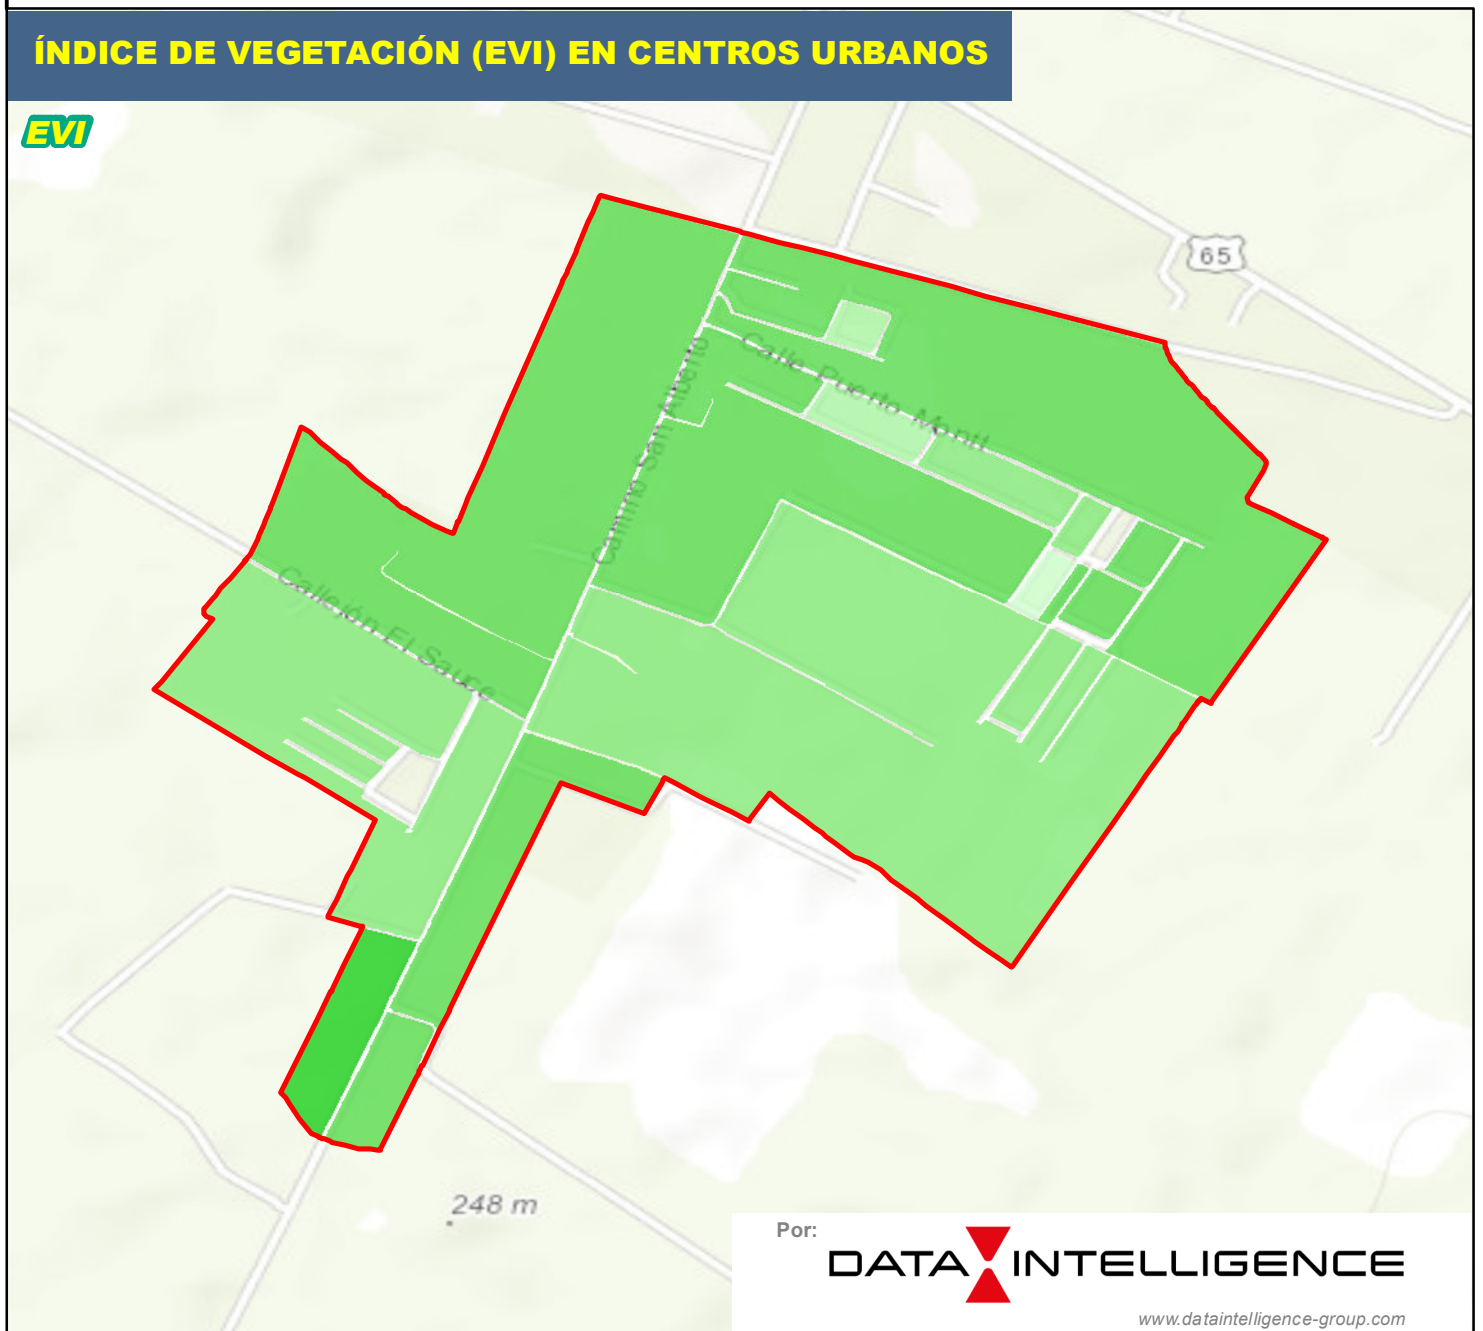 ÍNDICE DE VEGETACIÓN (EVI) EN CENTROS URBANOS
EVI
65
Calle Puerto Montt
Camino San Alberto
Callejón El Sauce
248 m
Por:
DATA INTELLIGENCE
www.dataintelligence-group.com